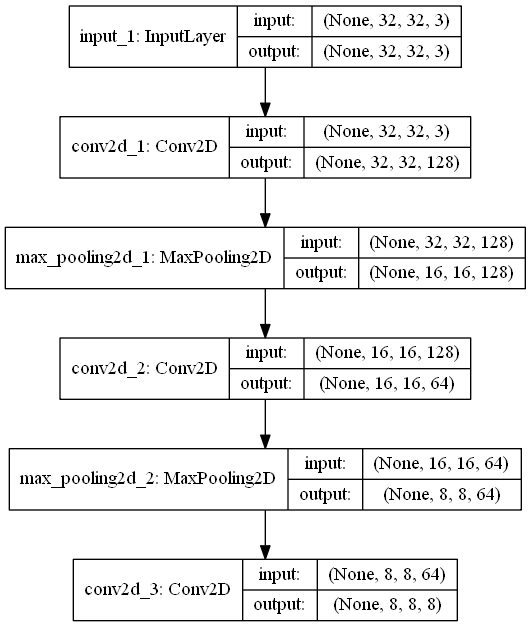 input_1: InputLayer
input: (None, 32, 32, 3)
output: (None, 32, 32, 3)
conv2d_1: Conv2D
input: (None, 32, 32, 3)
output: (None, 32, 32, 128)
max_pooling2d_1: MaxPooling2D
input: (None, 32, 32, 128)
output: (None, 16, 16, 128)
conv2d_2: Conv2D
input: (None, 16, 16, 128)
output: (None, 16, 16, 64)
max_pooling2d_2: MaxPooling2D
input: (None, 16, 16, 64)
output: (None, 8, 8, 64)
conv2d_3: Conv2D
input: (None, 8, 8, 64)
output: (None, 8, 8, 8)